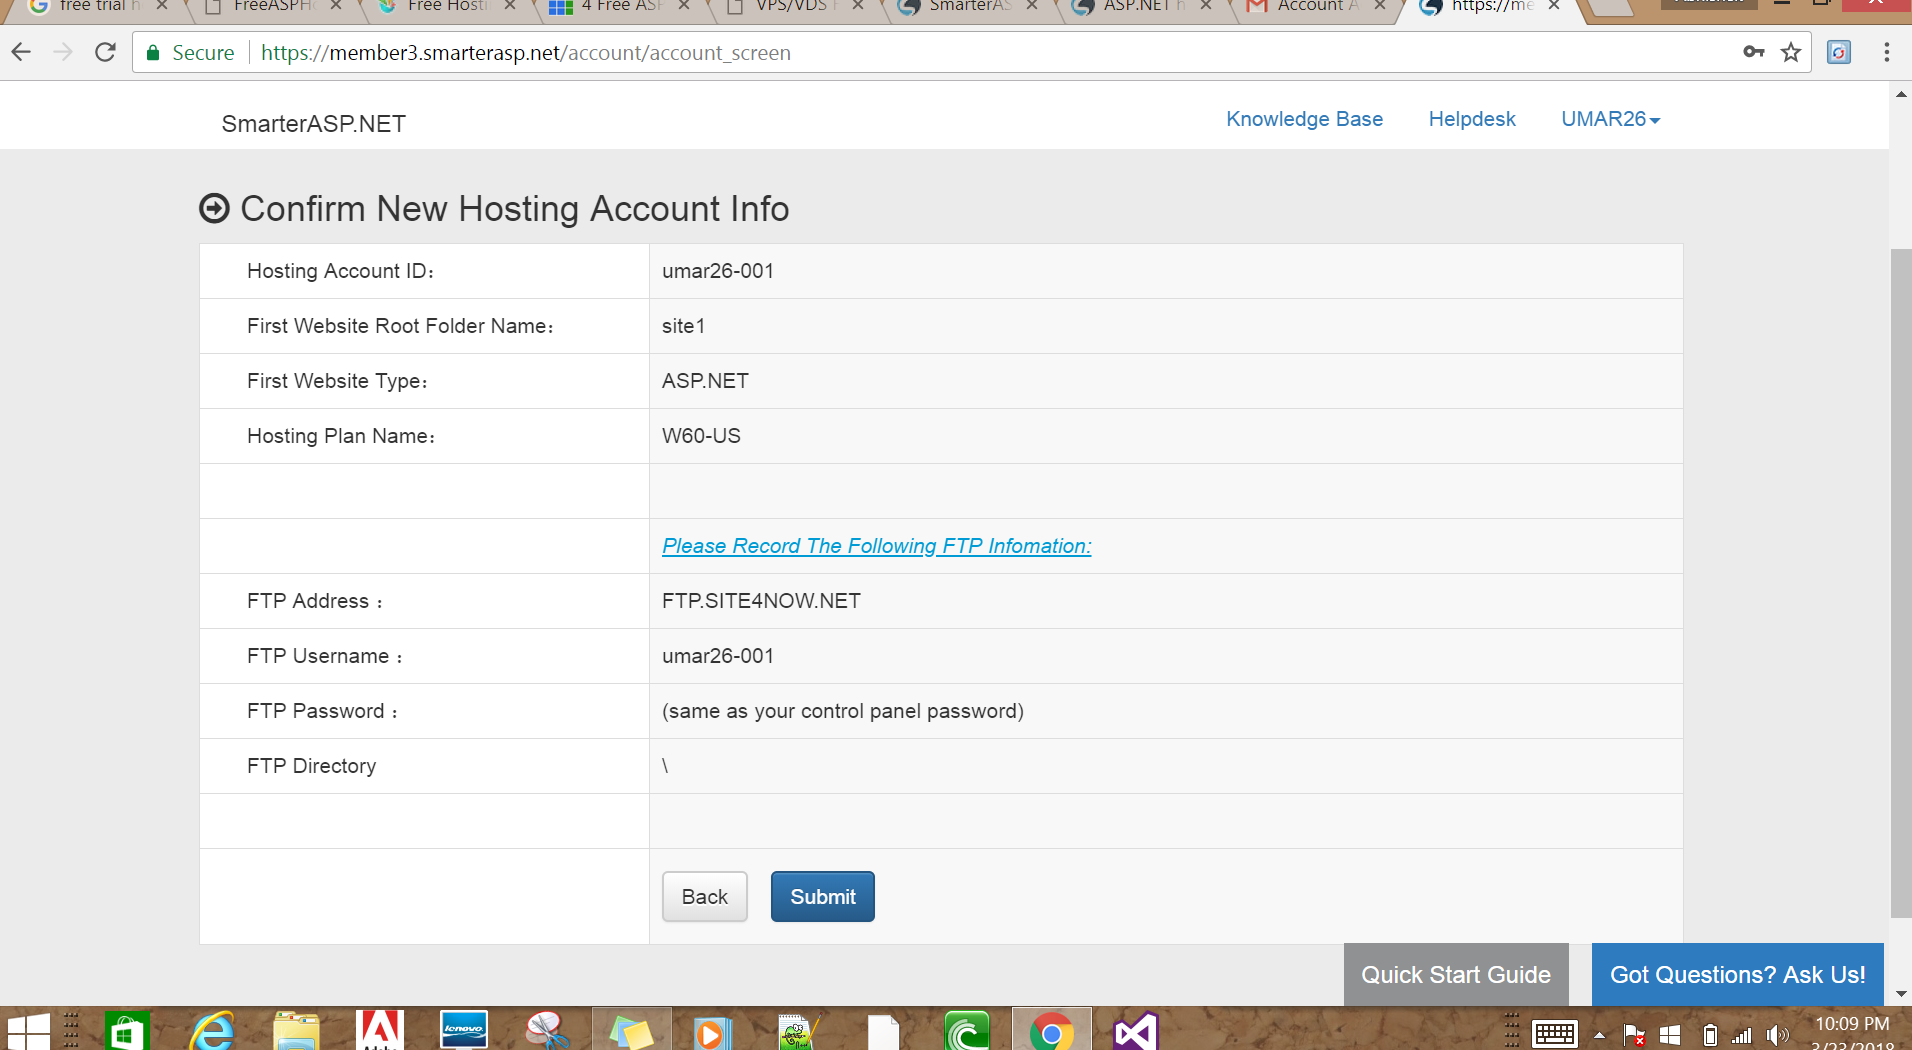 free trial h
FreeASPH
Free Hosti
4 Free ASP
VPS/VDS
SmarterAS
ASP.NET h
Account A
https://me
Secure
https://member3.smarterasp.net/account/account_screen
SmarterASP.NET
Knowledge Base
Helpdesk
UMAR26
Confirm New Hosting Account Info
Hosting Account ID: umar26-001
First Website Root Folder Name: site1
First Website Type: ASP.NET
Hosting Plan Name: W60-US
Please Record The Following FTP Infomation:
FTP Address : FTP.SITE4NOW.NET
FTP Username : umar26-001
FTP Password : (same as your control panel password)
FTP Directory \
Back
Submit
Quick Start Guide
Got Questions? Ask Us!
lenovo
10:09 PM
3/23/2018